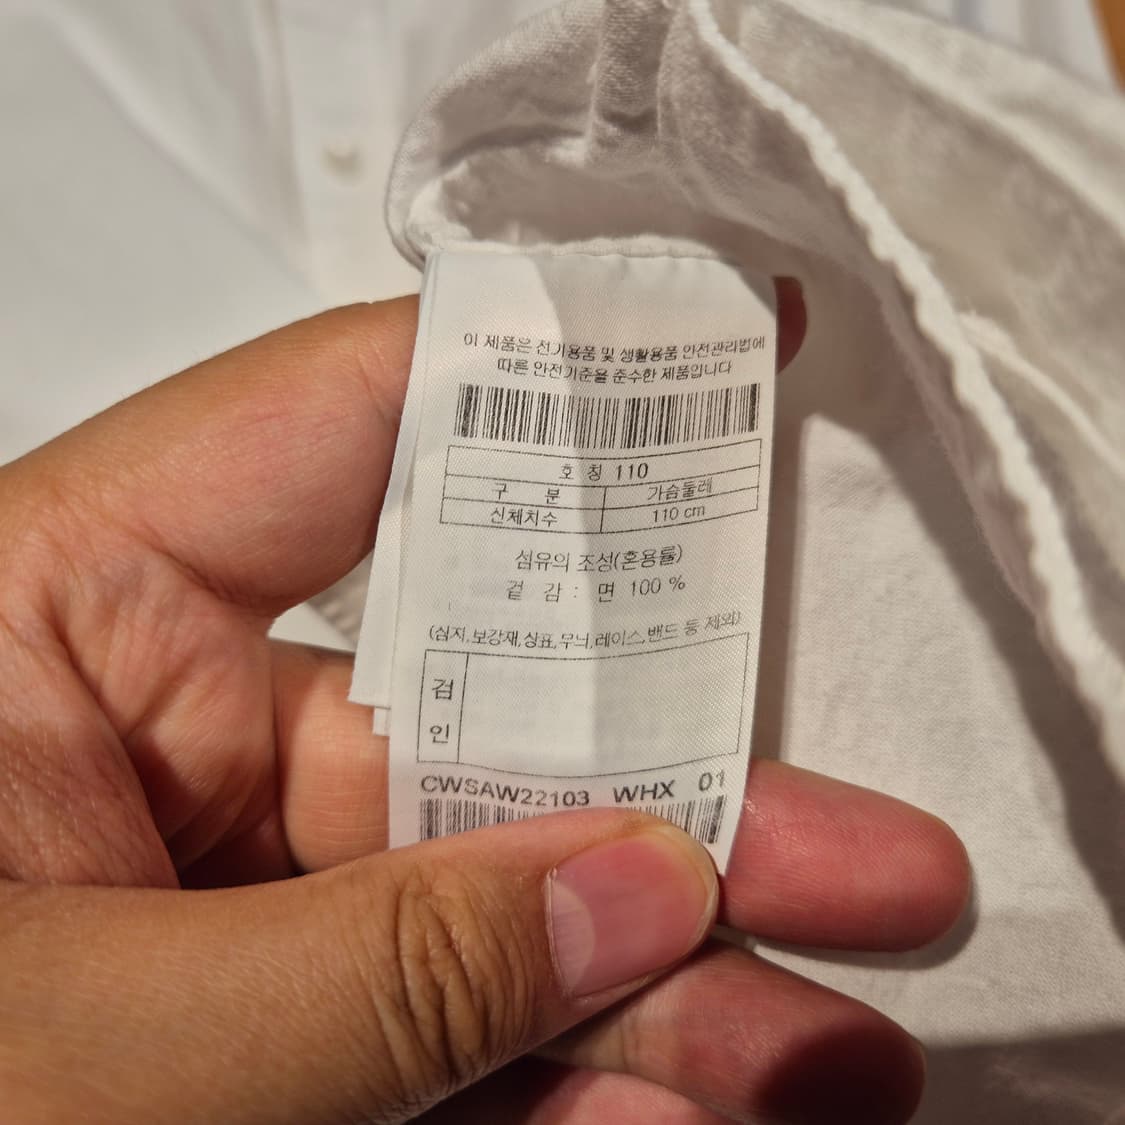 이 제품은 전기용품 및 생활용품 안전관리법에
따른 안전기준을 준수한 제품입니다
호 칭 110
구 분 가슴둘레
신체치수 110 cm
섬유의 조성(혼용률)
겉 감 : 면 100 %
(심지,보강재,상표,무늬,레이스,밴드 등 제외)
검
인
CWSAW22103 WHX 01